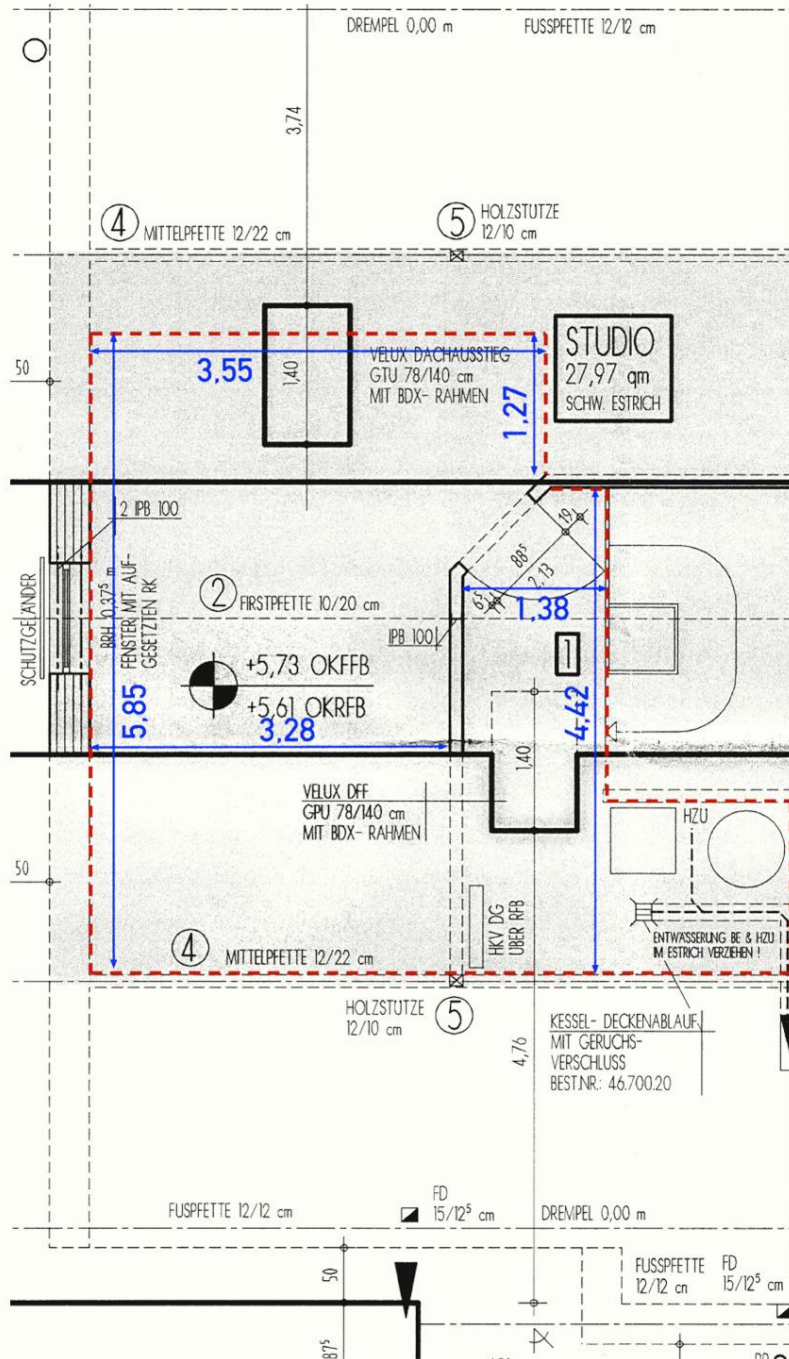 DREMPEL 0,00 m
FUSSPFETTE 12/12 cm
3,74
4
MITTELPFETTE 12/22 cm
5
HOLZSTÜTZE
12/10 cm
50
3,55
1,40
VELUX DACHAUSSTIEG
GTU 78/140 cm
MIT BDX- RAHMEN
1,27
STUDIO
27,97 qm
SCHW. ESTRICH
2 IPB 100
SCHUTZGELÄNDER
BRH 0,37⁵ m
FENSTER MIT AUF-
GESETZTEN RK
2
FIRSTPFETTE 10/20 cm
IPB 100
19
88⁵
2,13
1,38
1
+5,73 OKFFB
+5,61 OKRFB
5,85
3,28
4,42
1,40
VELUX DFF
GPU 78/140 cm
MIT BDX- RAHMEN
HZU
50
4
MITTELPFETTE 12/22 cm
HKV DG
ÜBER RFB
ENTWÄSSERUNG BE & HZU
IM ESTRICH VERZIEHEN !
HOLZSTÜTZE
12/10 cm
5
4,76
KESSEL- DECKENABLAUF
MIT GERUCHS-
VERSCHLUSS
BEST.NR.: 46.700.20
FUSPFETTE 12/12 cm
FD
15/12⁵ cm
DREMPEL 0,00 m
50
FUSSPFETTE
12/12 cm
FD
15/12⁵ cm
87⁵